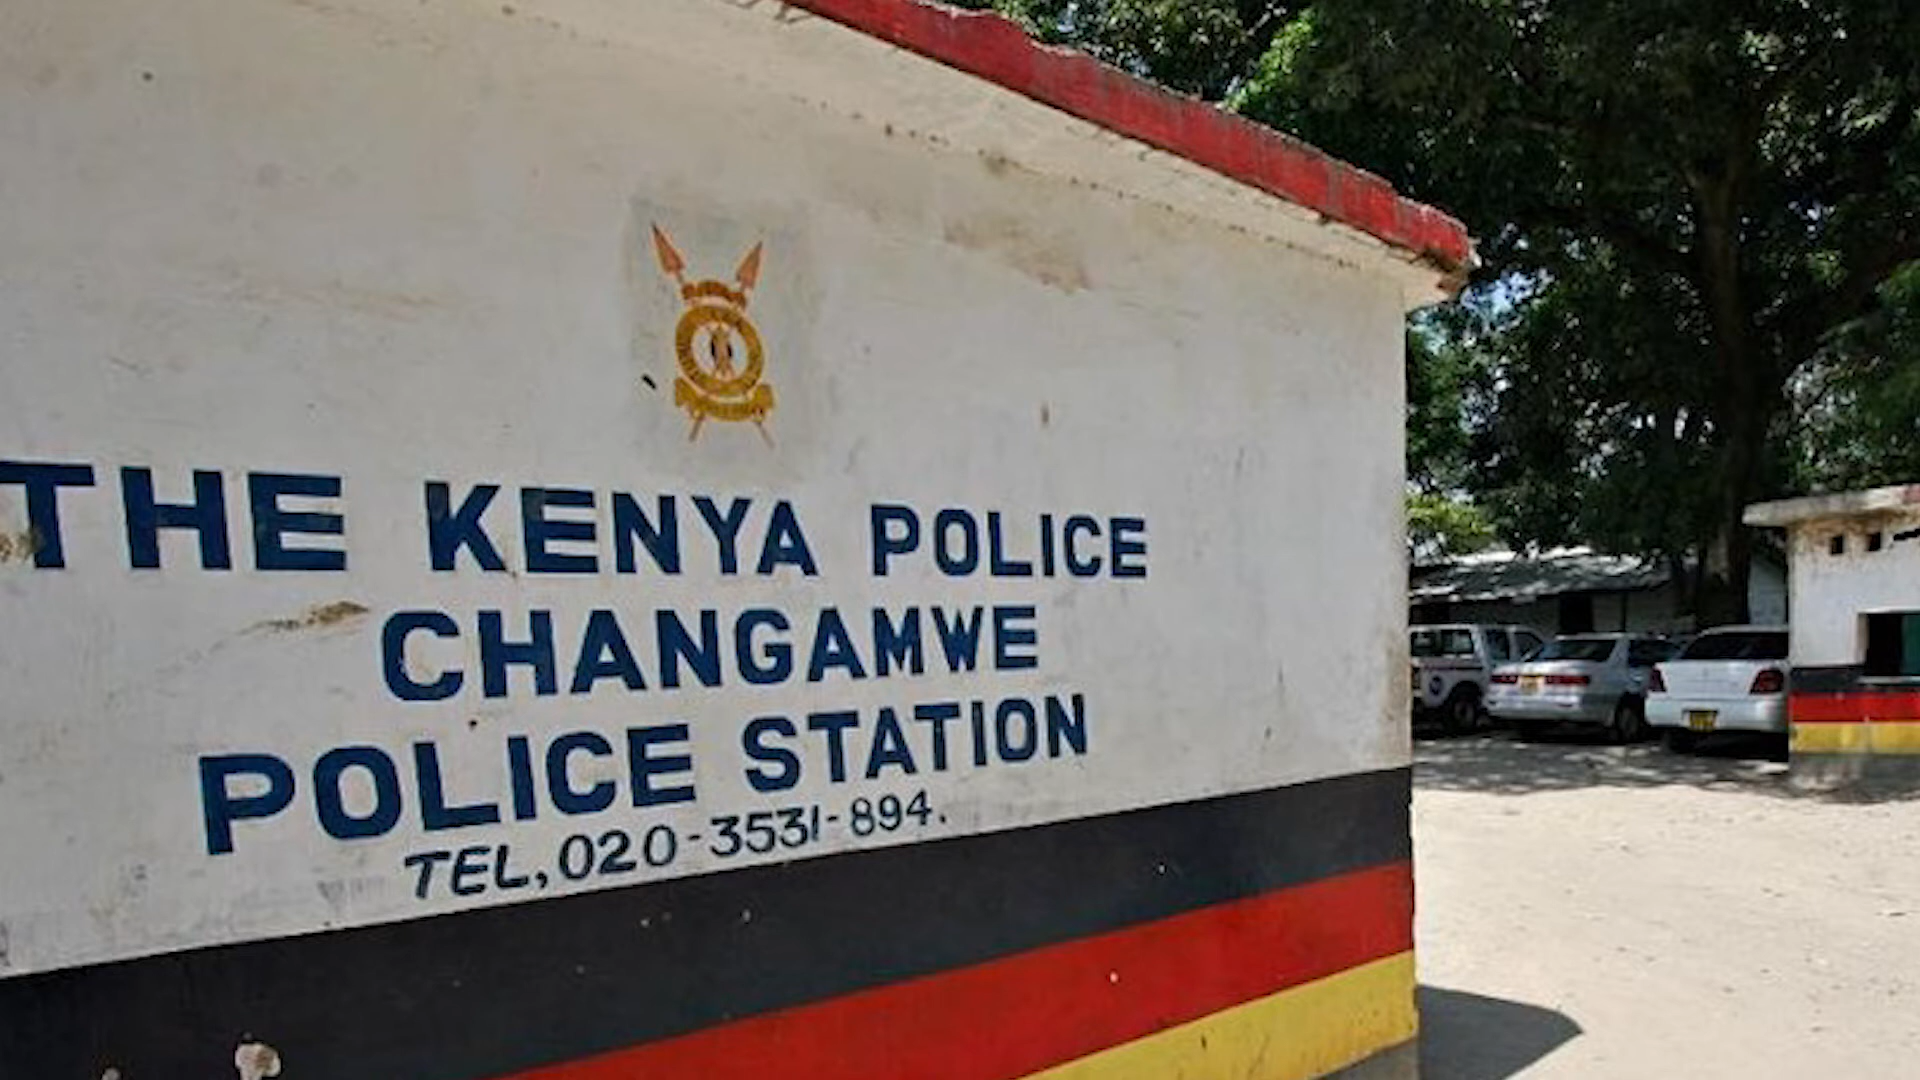 THE KENYA POLICE
CHANGAMWE
POLICE STATION
TEL,020-3531-894.